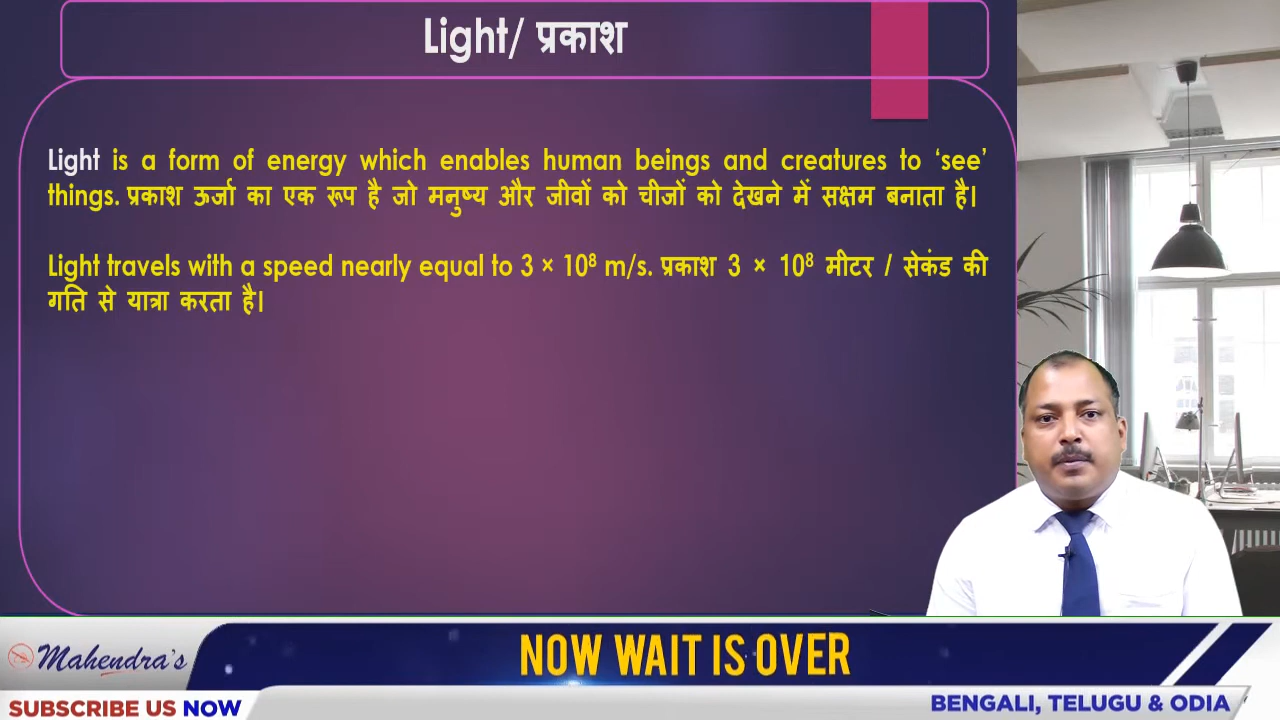 Light/ प्रकाश
Light is a form of energy which enables human beings and creatures to ‘see’
things. प्रकाश ऊर्जा का एक रूप है जो मनुष्य और जीवों को चीजों को देखने में सक्षम बनाता है।
Light travels with a speed nearly equal to 3 × 10⁸ m/s. प्रकाश 3 × 10⁸ मीटर / सेकंड की
गति से यात्रा करता है।
Mahendra's
NOW WAIT IS OVER
SUBSCRIBE US NOW
BENGALI, TELUGU & ODIA